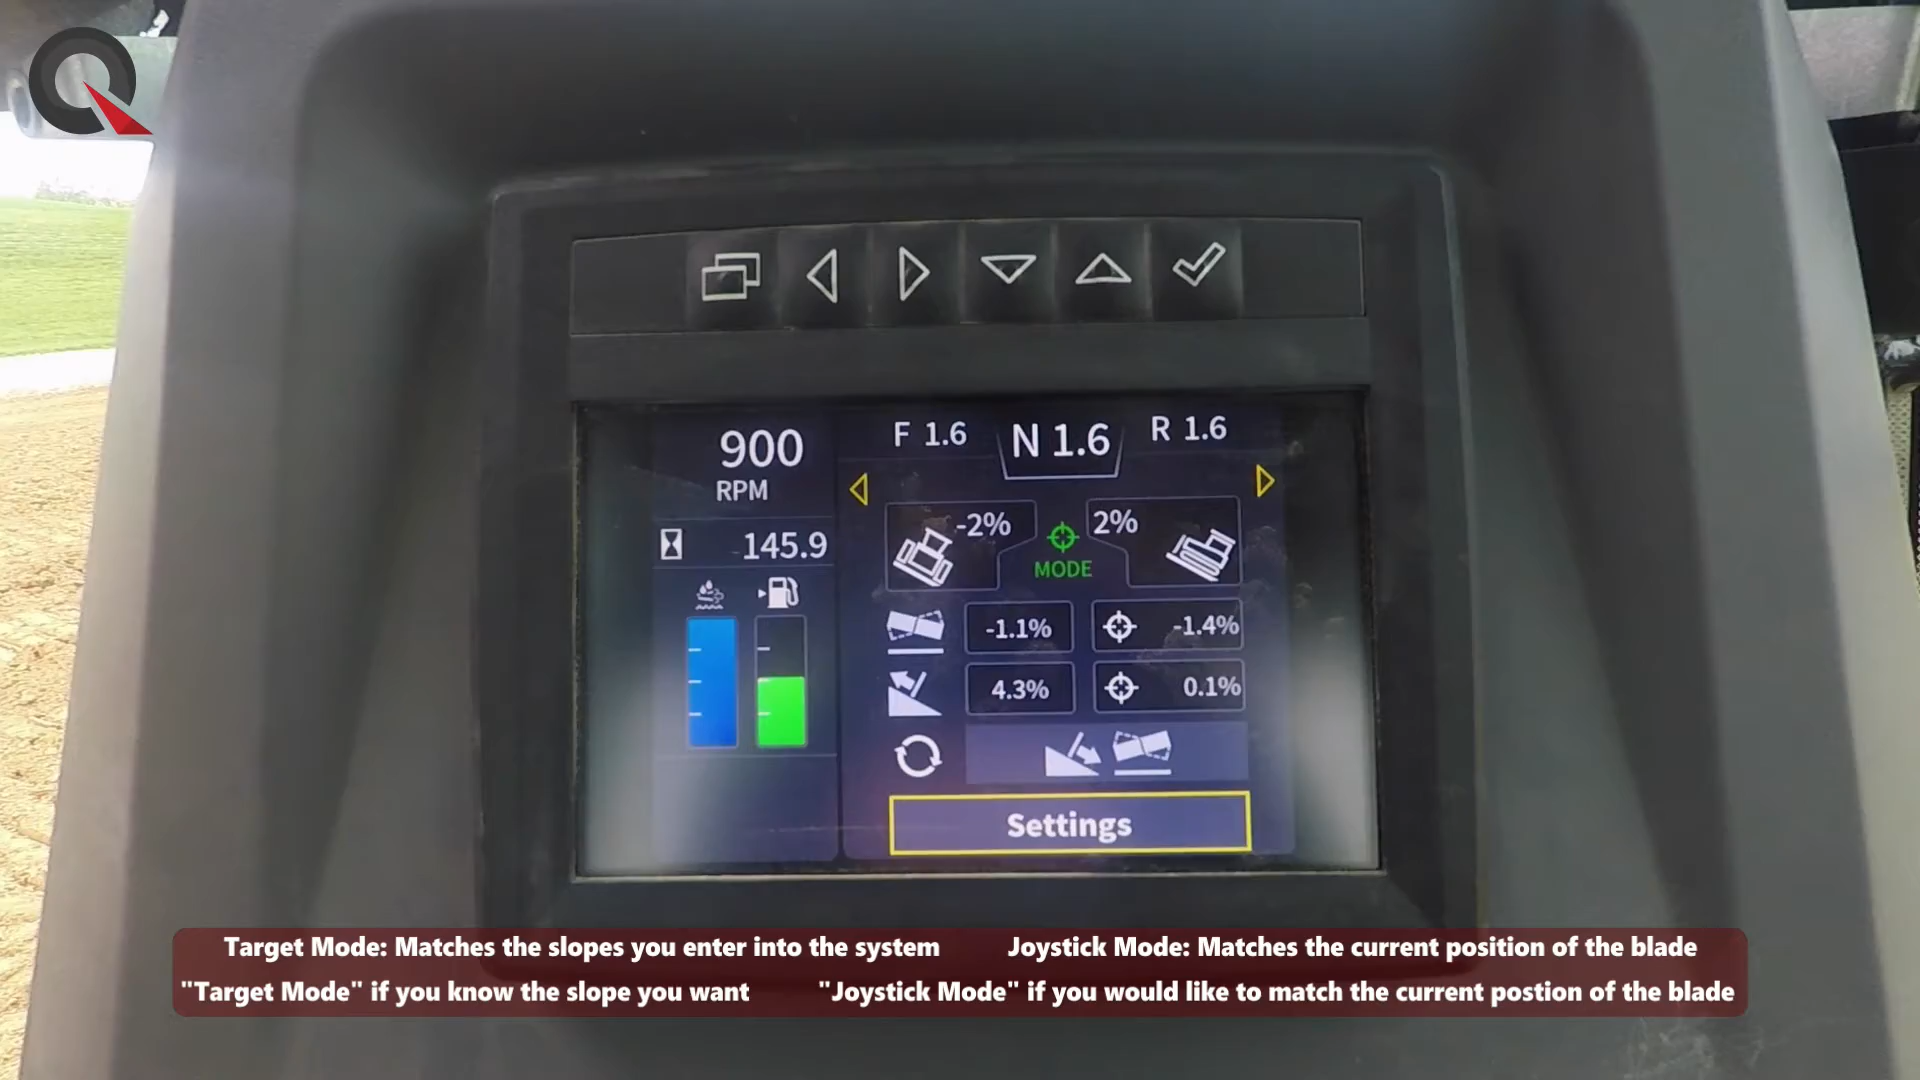 900
RPM
145.9
F 1.6
N 1.6
R 1.6
-2%
2%
MODE
-1.1%
-1.4%
4.3%
0.1%
Settings
Target Mode: Matches the slopes you enter into the system
Joystick Mode: Matches the current position of the blade
"Target Mode" if you know the slope you want
"Joystick Mode" if you would like to match the current postion of the blade